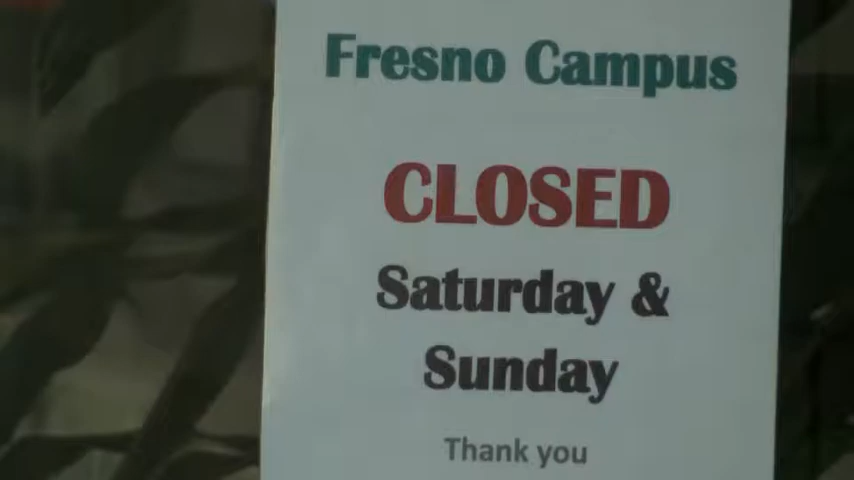 Fresno Campus
CLOSED
Saturday &
Sunday
Thank you